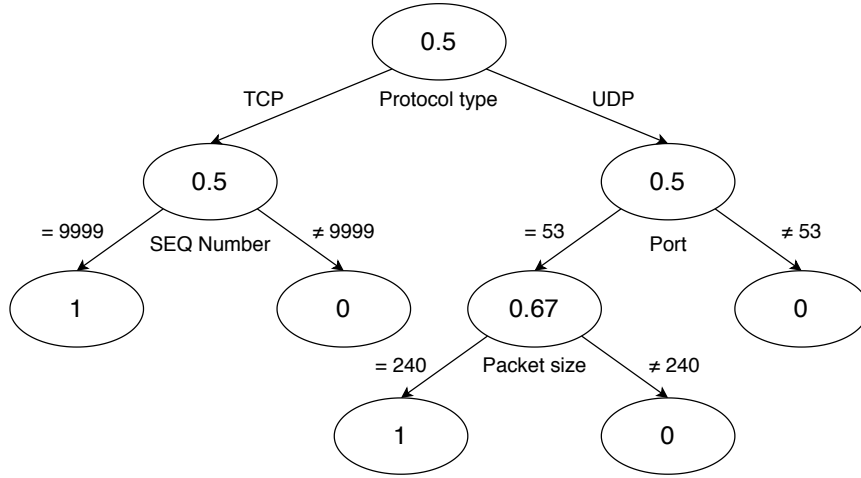 0.5
TCP
Protocol type
UDP
0.5
0.5
= 9999
SEQ Number
≠ 9999
= 53
Port
≠ 53
1
0
0.67
0
= 240
Packet size
≠ 240
1
0